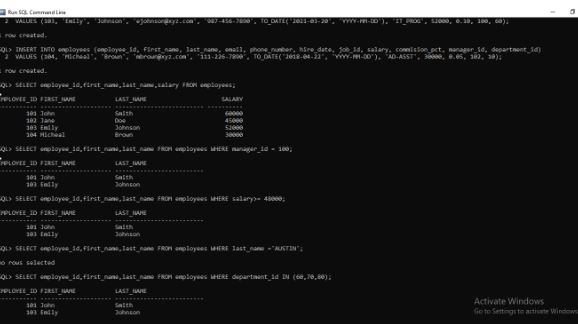 Run SQL Command Line
2 VALUES (103, 'Emily', 'Johnson', 'ejohnson@xyz.com', '987-456-7890', TO_DATE('2021-03-20', 'YYYY-MM-DD'), 'IT_PROG', 52000, 0.10, 100, 60);
row created.
SQL> INSERT INTO employees (employee_id, first_name, last_name, email, phone_number, hire_date, job_id, salary, commision_pct, manager_id, department_id)
2 VALUES (104, 'Micheal', 'Brown', 'mbrown@xyz.com', '111-226-7890', TO_DATE('2018-04-22', 'YYYY-MM-DD'), 'AD-ASST', 30000, 0.05, 102, 10);
row created.
SQL> SELECT employee_id,first_name,last_name,salary FROM employees;
EMPLOYEE_ID FIRST_NAME LAST_NAME SALARY
----------- -------------------- ------------------------- ----------
101 John Smith 60000
102 Jane Doe 45000
103 Emily Johnson 52000
104 Micheal Brown 30000
SQL> SELECT employee_id,first_name,last_name FROM employees WHERE manager_id = 100;
EMPLOYEE_ID FIRST_NAME LAST_NAME
----------- -------------------- -------------------------
101 John Smith
103 Emily Johnson
SQL> SELECT employee_id,first_name,last_name FROM employees WHERE salary>= 48000;
EMPLOYEE_ID FIRST_NAME LAST_NAME
----------- -------------------- -------------------------
101 John Smith
103 Emily Johnson
SQL> SELECT employee_id,first_name,last_name FROM employees WHERE last_name ='AUSTIN';
no rows selected
SQL> SELECT employee_id,first_name,last_name FROM employees WHERE department_id IN (60,70,80);
EMPLOYEE_ID FIRST_NAME LAST_NAME
----------- -------------------- -------------------------
101 John Smith
103 Emily Johnson
Activate Windows
Go to Settings to activate Windows